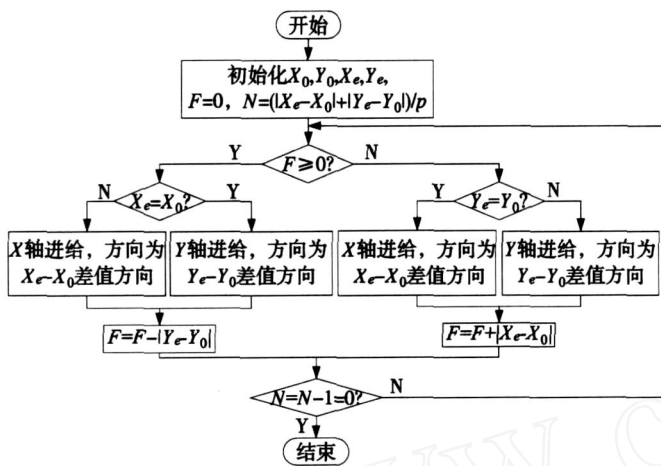 开始
初始化X₀,Y₀,Xₑ,Yₑ,
F=0, N=(|Xₑ-X₀|+|Yₑ-Y₀|)/p
Y
F≥0?
N
N
Xₑ=X₀?
Y
Y
Yₑ=Y₀?
N
X轴进给，方向为
Xₑ-X₀差值方向
Y轴进给，方向为
Yₑ-Y₀差值方向
X轴进给，方向为
Xₑ-X₀差值方向
Y轴进给，方向为
Yₑ-Y₀差值方向
F=F-|Yₑ-Y₀|
F=F+|Xₑ-X₀|
N=N-1=0?
N
Y
结束